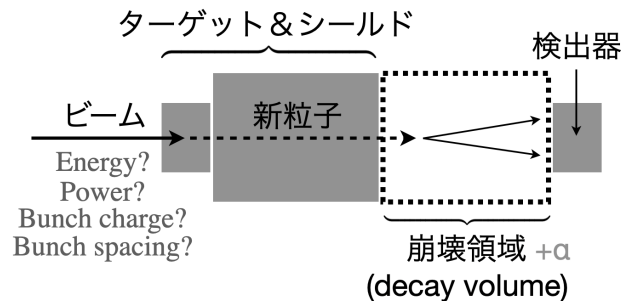 ターゲット＆シールド
検出器
ビーム
新粒子
Energy?
Power?
Bunch charge?
Bunch spacing?
崩壊領域 +α
(decay volume)